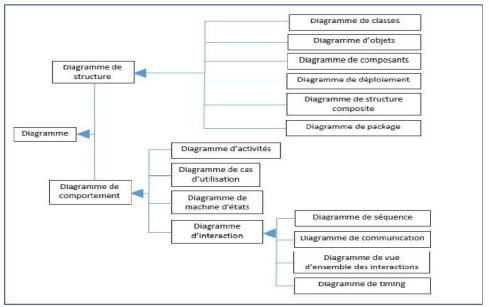 Diagramme de classes
Diagramme d'objets
Diagramme de composants
Diagramme de
structure
Diagramme de déploiement
Diagramme de structure
composite
Diagramme de package
Diagramme
Diagramme d'activités
Diagramme de cas
d'utilisation
Diagramme de
comportement
Diagramme de
machine d'états
Diagramme
d'interaction
Diagramme de séquence
Diagramme de communication
Diagramme de vue
d'ensemble des interactions
Diagramme de timing